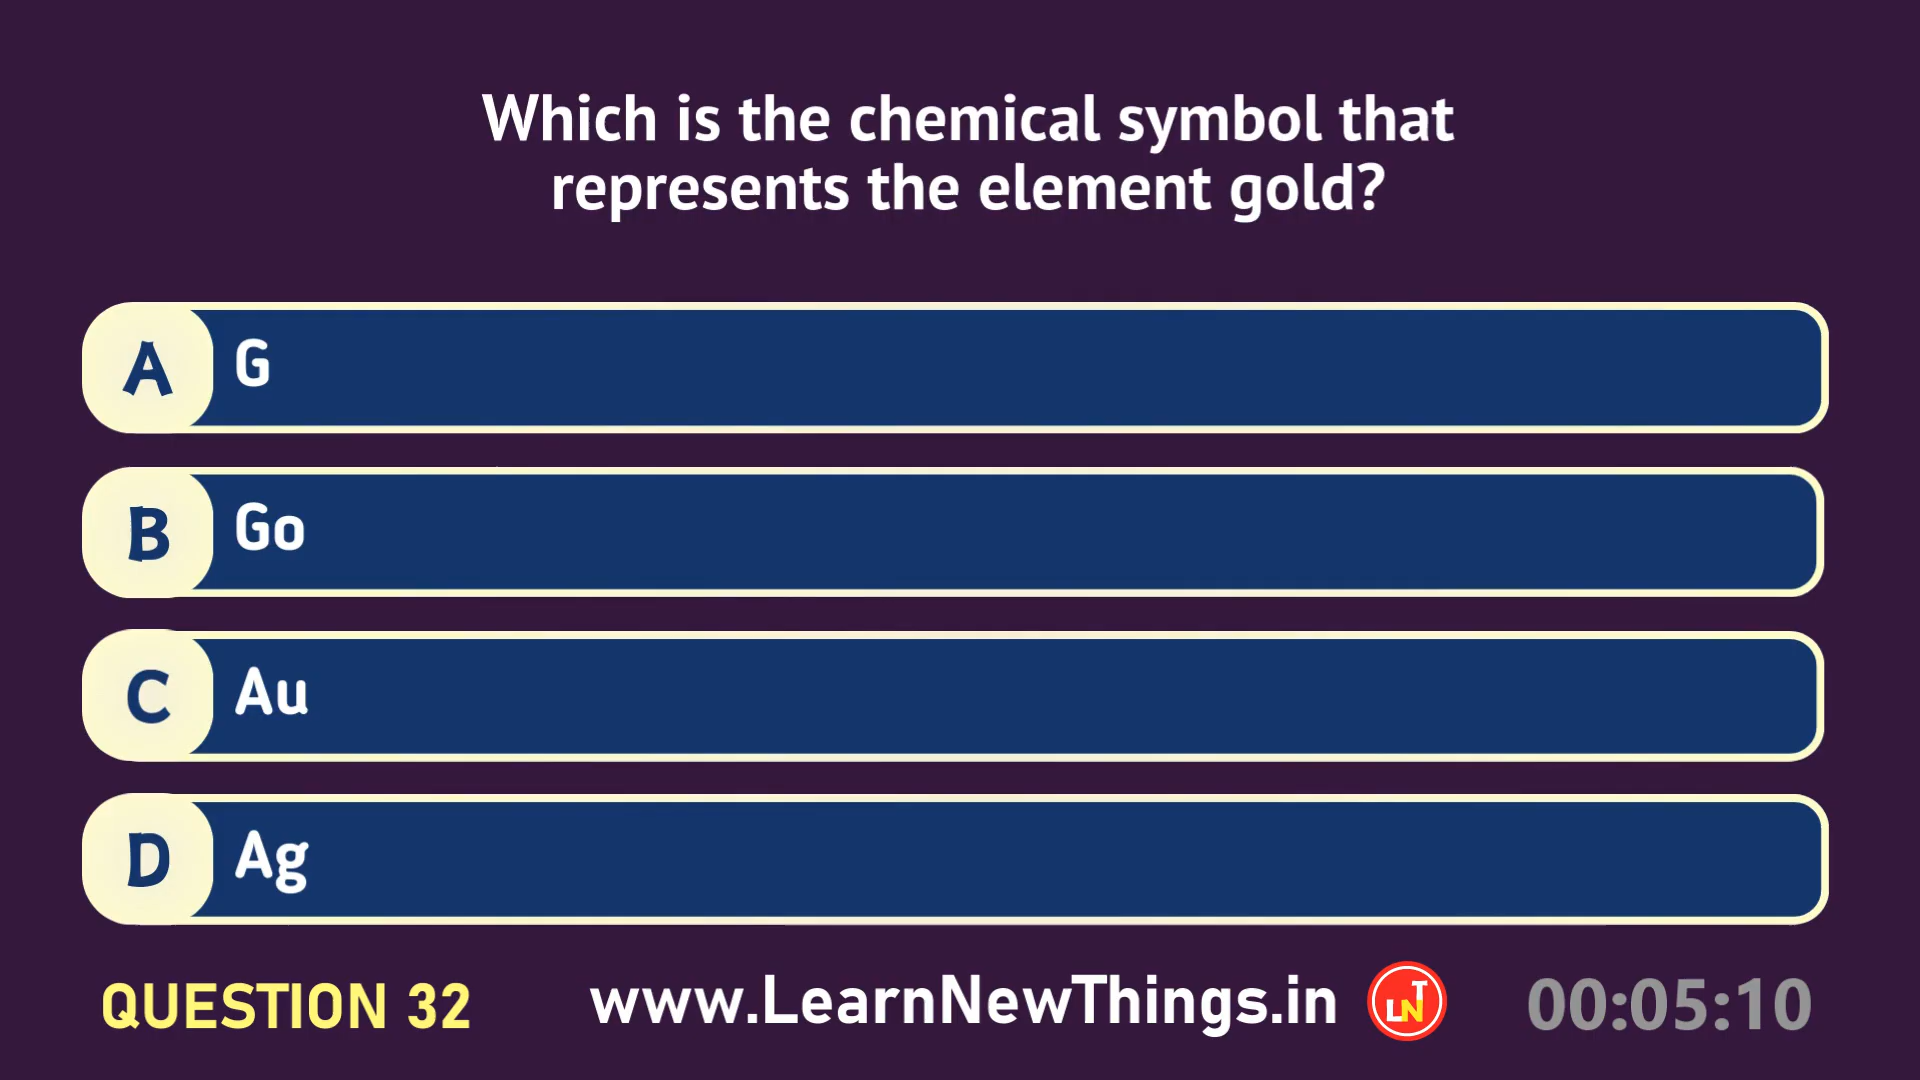 Which is the chemical symbol that
represents the element gold?
A G
B Go
C Au
D Ag
QUESTION 32 www.LearnNewThings.in LNT 00:05:10